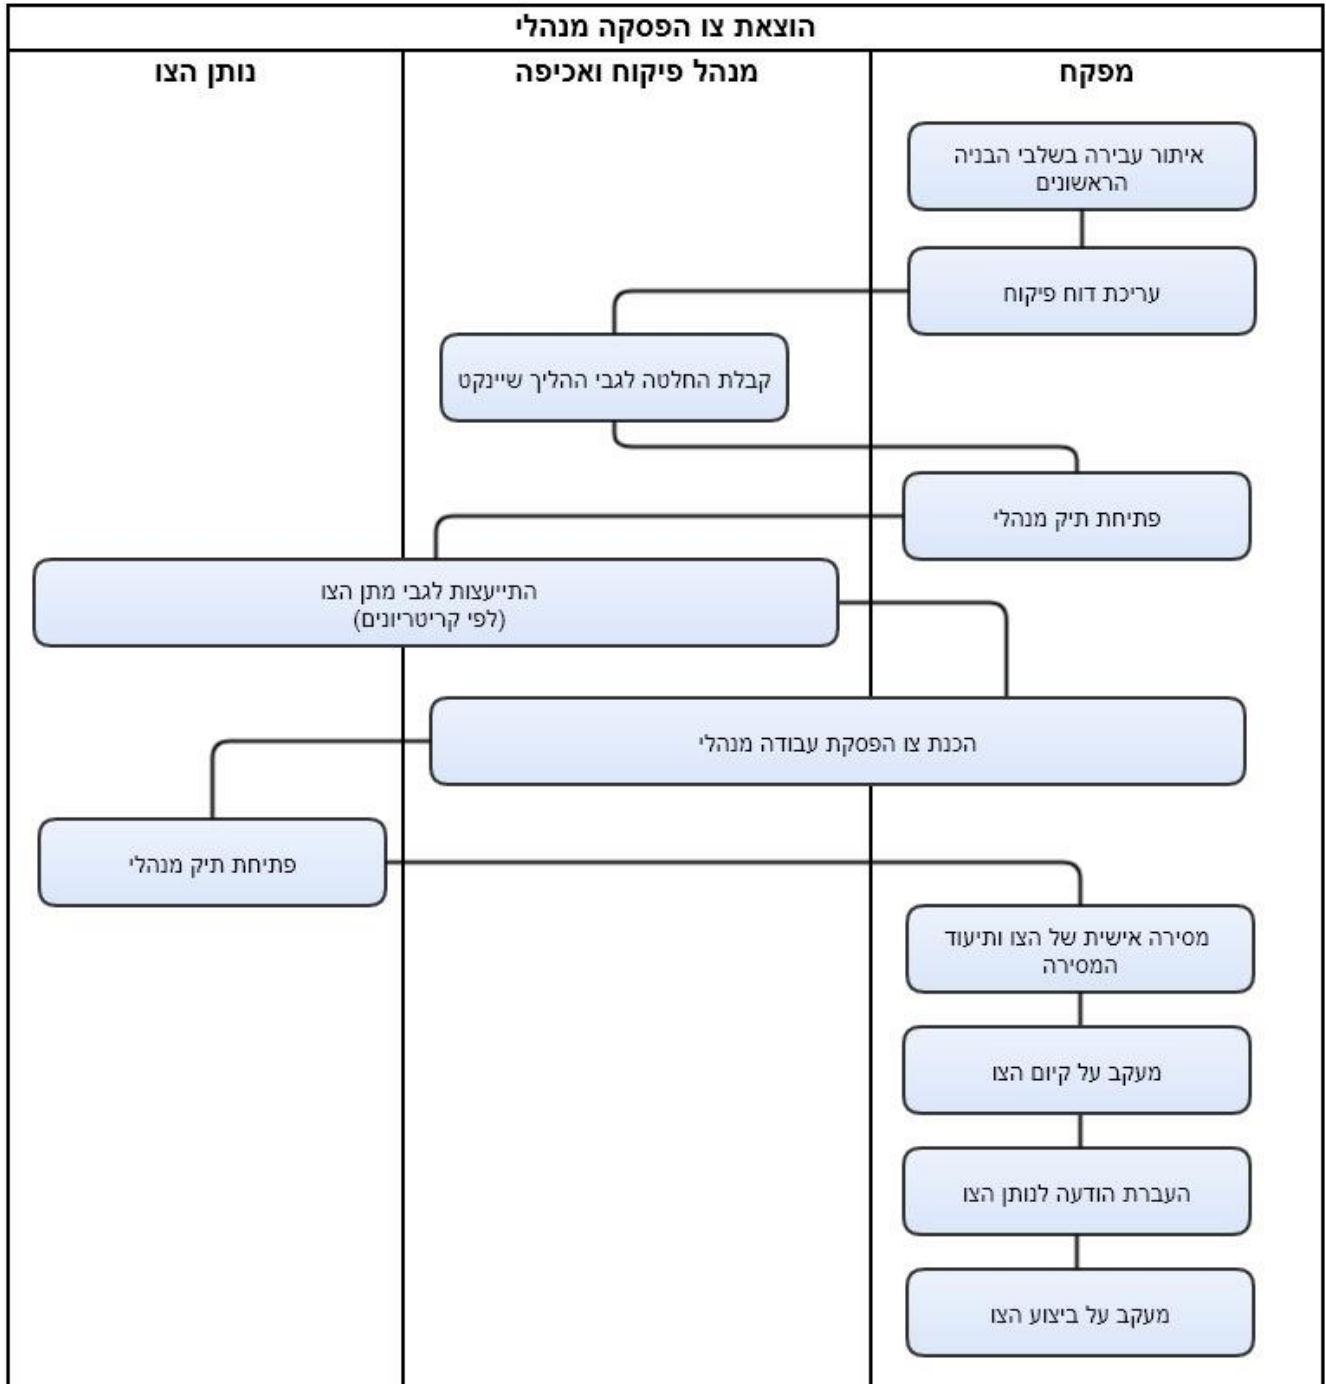 הוצאת צו הפסקה מנהלי
מפקח
מנהל פיקוח ואכיפה
נותן הצו
איתור עבירה בשלבי הבניה
הראשונים
עריכת דוח פיקוח
קבלת החלטה לגבי ההליך שיינקט
פתיחת תיק מנהלי
התייעצות לגבי מתן הצו
(לפי קריטריונים)
הכנת צו הפסקת עבודה מנהלי
פתיחת תיק מנהלי
מסירה אישית של הצו ותיעוד
המסירה
מעקב על קיום הצו
העברת הודעה לנותן הצו
מעקב על ביצוע הצו